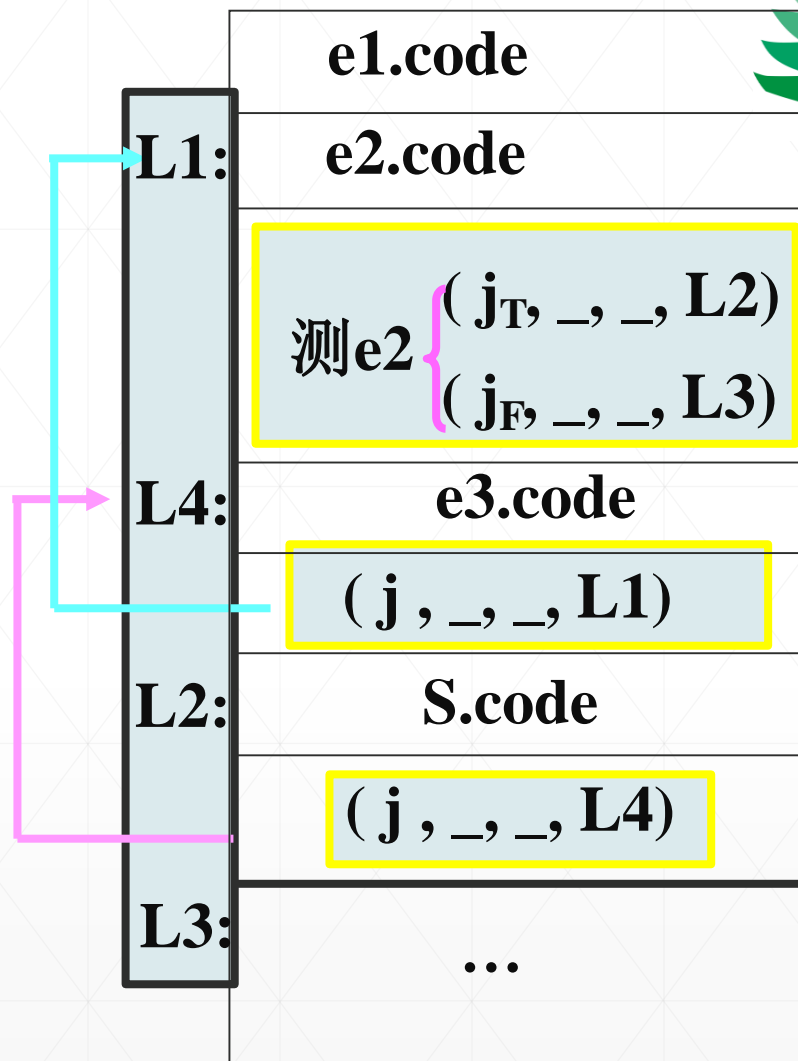 e1.code
L1: e2.code
测e2
( jT, _, _, L2)
( jF, _, _, L3)
L4: e3.code
( j , _, _, L1)
L2: S.code
( j , _, _, L4)
L3: …